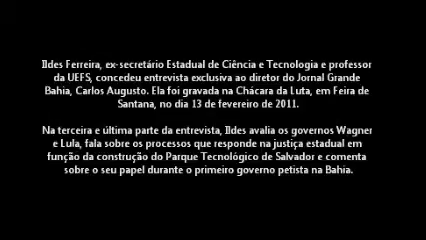 Ildes Ferreira, ex-secretário Estadual de Ciência e Tecnologia e professor
da UEFS, concedeu entrevista exclusiva ao diretor do Jornal Grande
Bahia, Carlos Augusto. Ela foi gravada na Chácara da Luta, em Feira de
Santana, no dia 13 de fevereiro de 2011.
Na terceira e última parte da entrevista, Ildes avalia os governos Wagner
e Lula, fala sobre os processos que responde na justiça estadual em
função da construção do Parque Tecnológico de Salvador e comenta
sobre o seu papel durante o primeiro governo petista na Bahia.